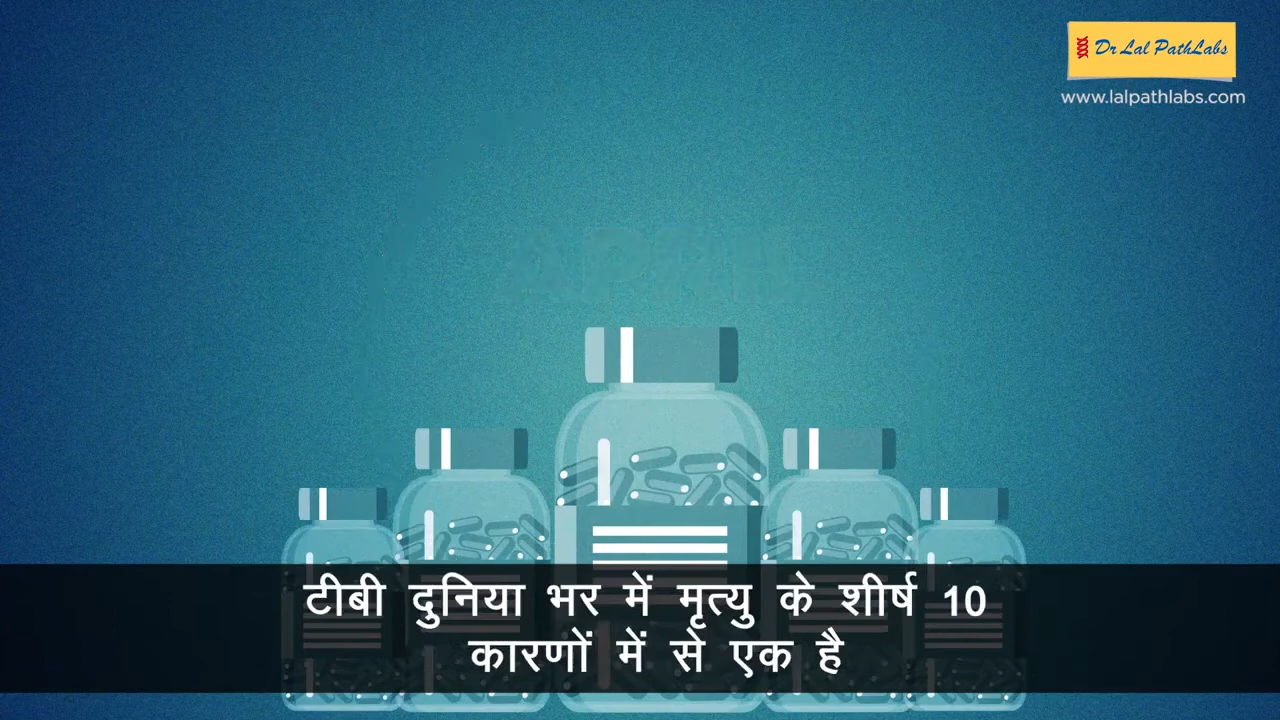 Dr Lal PathLabs
www.lalpathlabs.com
टीबी दुनिया भर में मृत्यु के शीर्ष 10
कारणों में से एक है